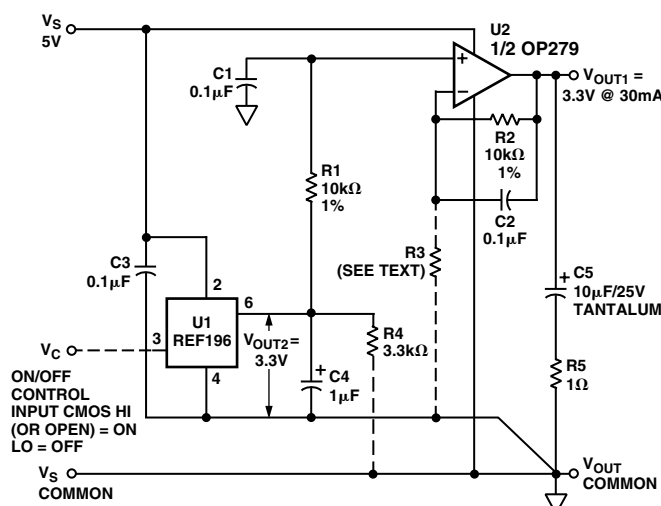 VS
5V
U2
1/2 OP279
C1
0.1µF
VOUT1 =
3.3V @ 30mA
R2
10kΩ
1%
R1
10kΩ
1%
C2
0.1µF
C3
0.1µF
2
R3
(SEE TEXT)
C5
10µF/25V
TANTALUM
6
U1
REF196
3
4
VOUT2 =
3.3V
R4
3.3kΩ
VC
C4
1µF
R5
1Ω
ON/OFF
CONTROL
INPUT CMOS HI
(OR OPEN) = ON
LO = OFF
VS
COMMON
VOUT
COMMON